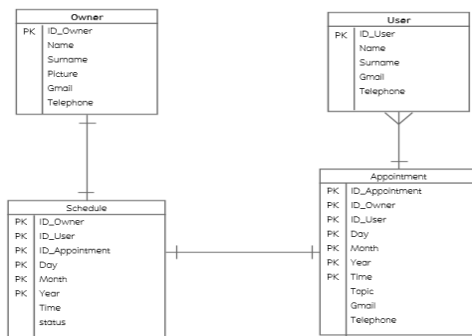 Owner
PK ID_Owner
Name
Surname
Picture
Gmail
Telephone
User
PK ID_User
Name
Surname
Gmail
Telephone
Schedule
PK ID_Owner
PK ID_User
PK ID_Appointment
PK Day
PK Month
PK Year
Time
status
Appointment
PK ID_Appointment
PK ID_Owner
PK ID_User
PK Day
PK Month
PK Year
PK Time
Topic
Gmail
Telephone